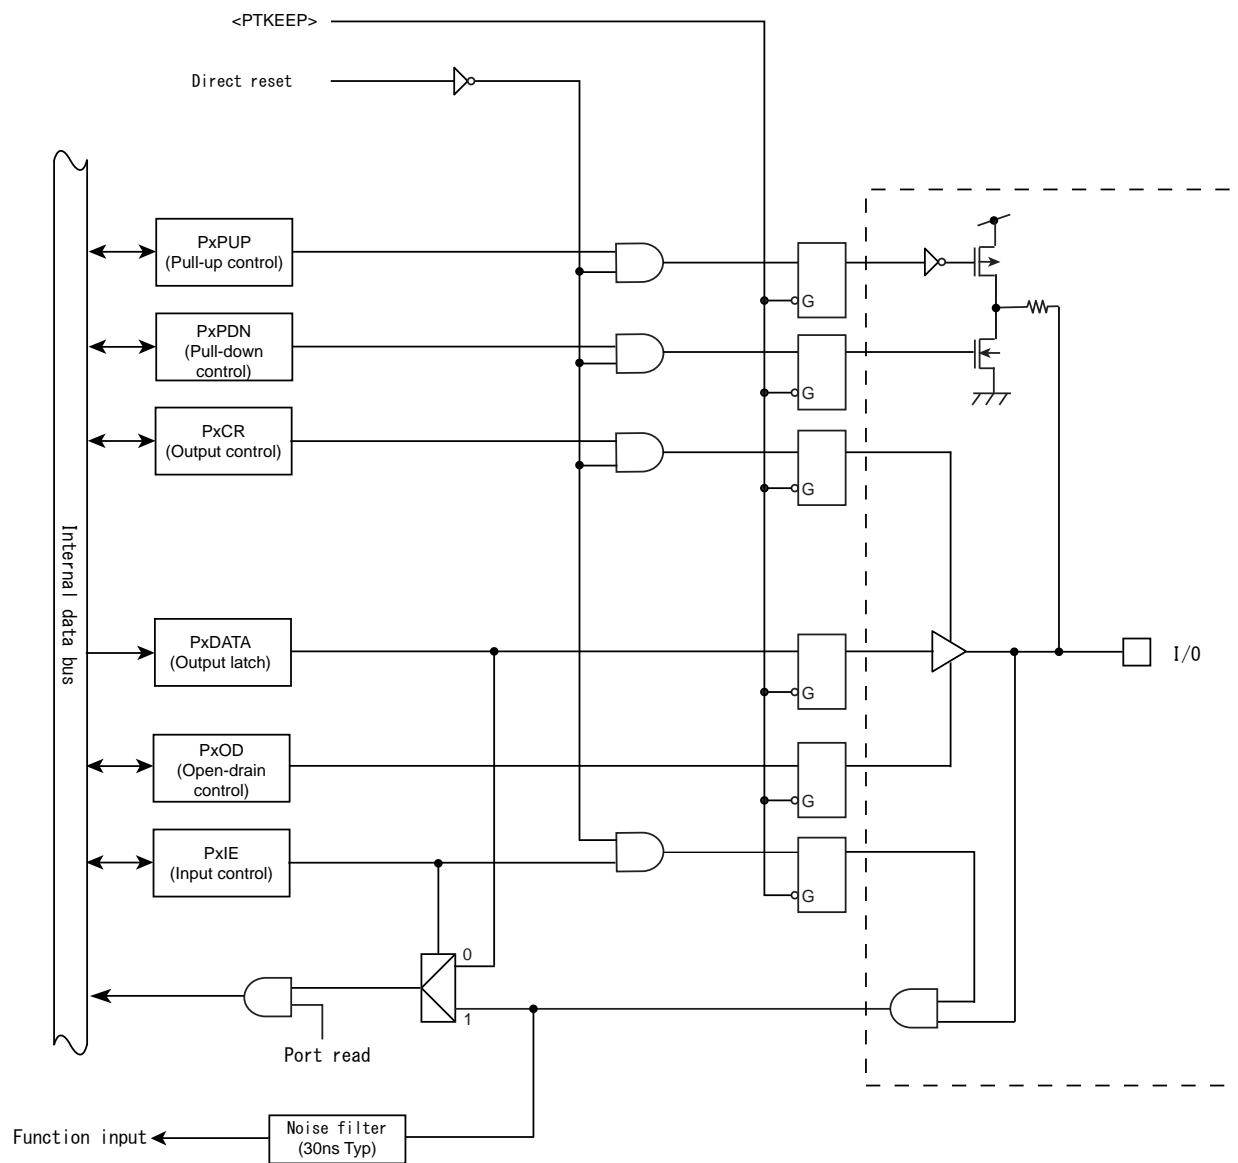 <PTKEEP>
Direct reset
PxPUP
(Pull-up control)
G
PxPDN
(Pull-down
control)
G
PxCR
(Output control)
G
Internal data bus
PxDATA
(Output latch)
G
I/O
PxOD
(Open-drain
control)
G
PxIE
(Input control)
G
0
1
Port read
Function input
Noise filter
(30ns Typ)